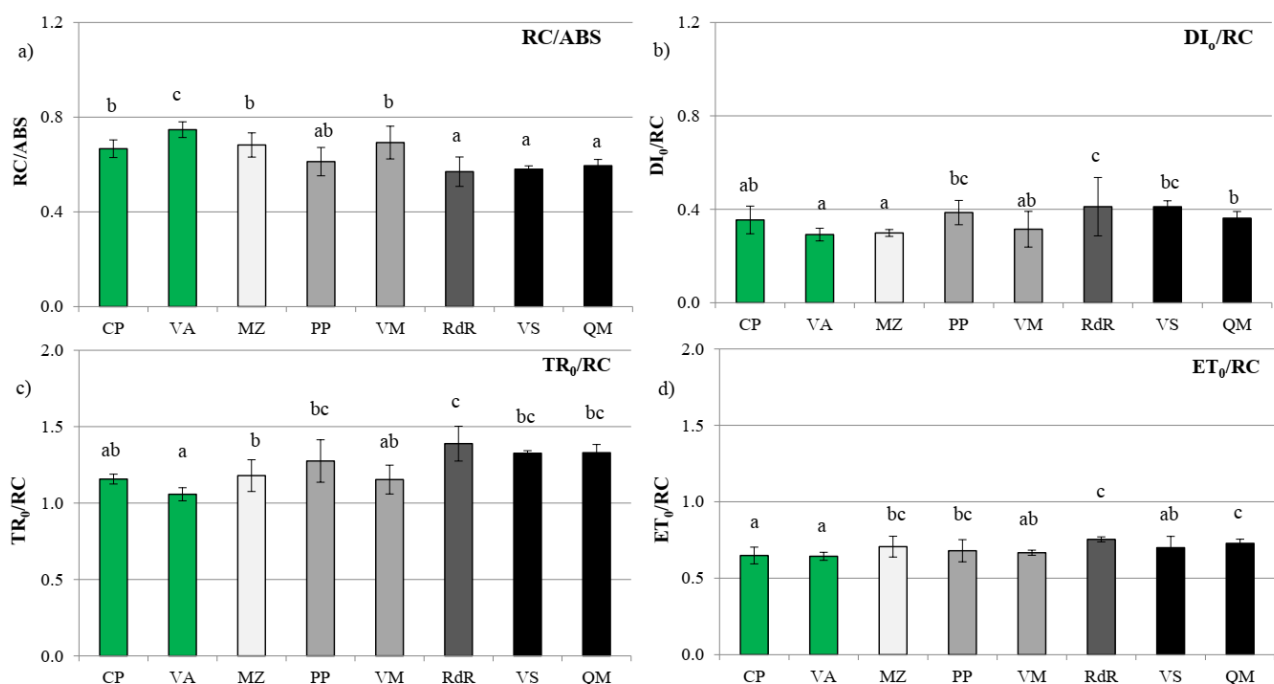 a)
RC/ABS
RC/ABS
1.2
0.8
0.4
0.0
b c b ab b a a a
CP VA MZ PP VM RdR VS QM
b)
DIₒ/RC
DI₀/RC
1.2
0.8
0.4
0.0
ab a a bc ab c bc b
CP VA MZ PP VM RdR VS QM
c)
TR₀/RC
TR₀/RC
2.0
1.5
1.0
0.5
0.0
ab a b bc ab c bc bc
CP VA MZ PP VM RdR VS QM
d)
ET₀/RC
ET₀/RC
2.0
1.5
1.0
0.5
0.0
a a bc bc ab c ab c
CP VA MZ PP VM RdR VS QM